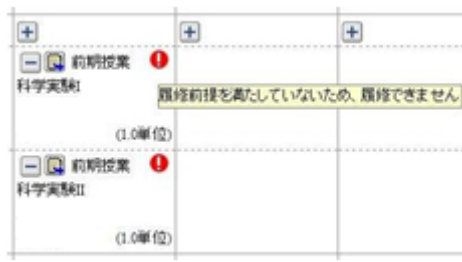 前期授業
科学実験I
履修前提を満たしていないため、履修できません
(1.0単位)
前期授業
科学実験II
(1.0単位)